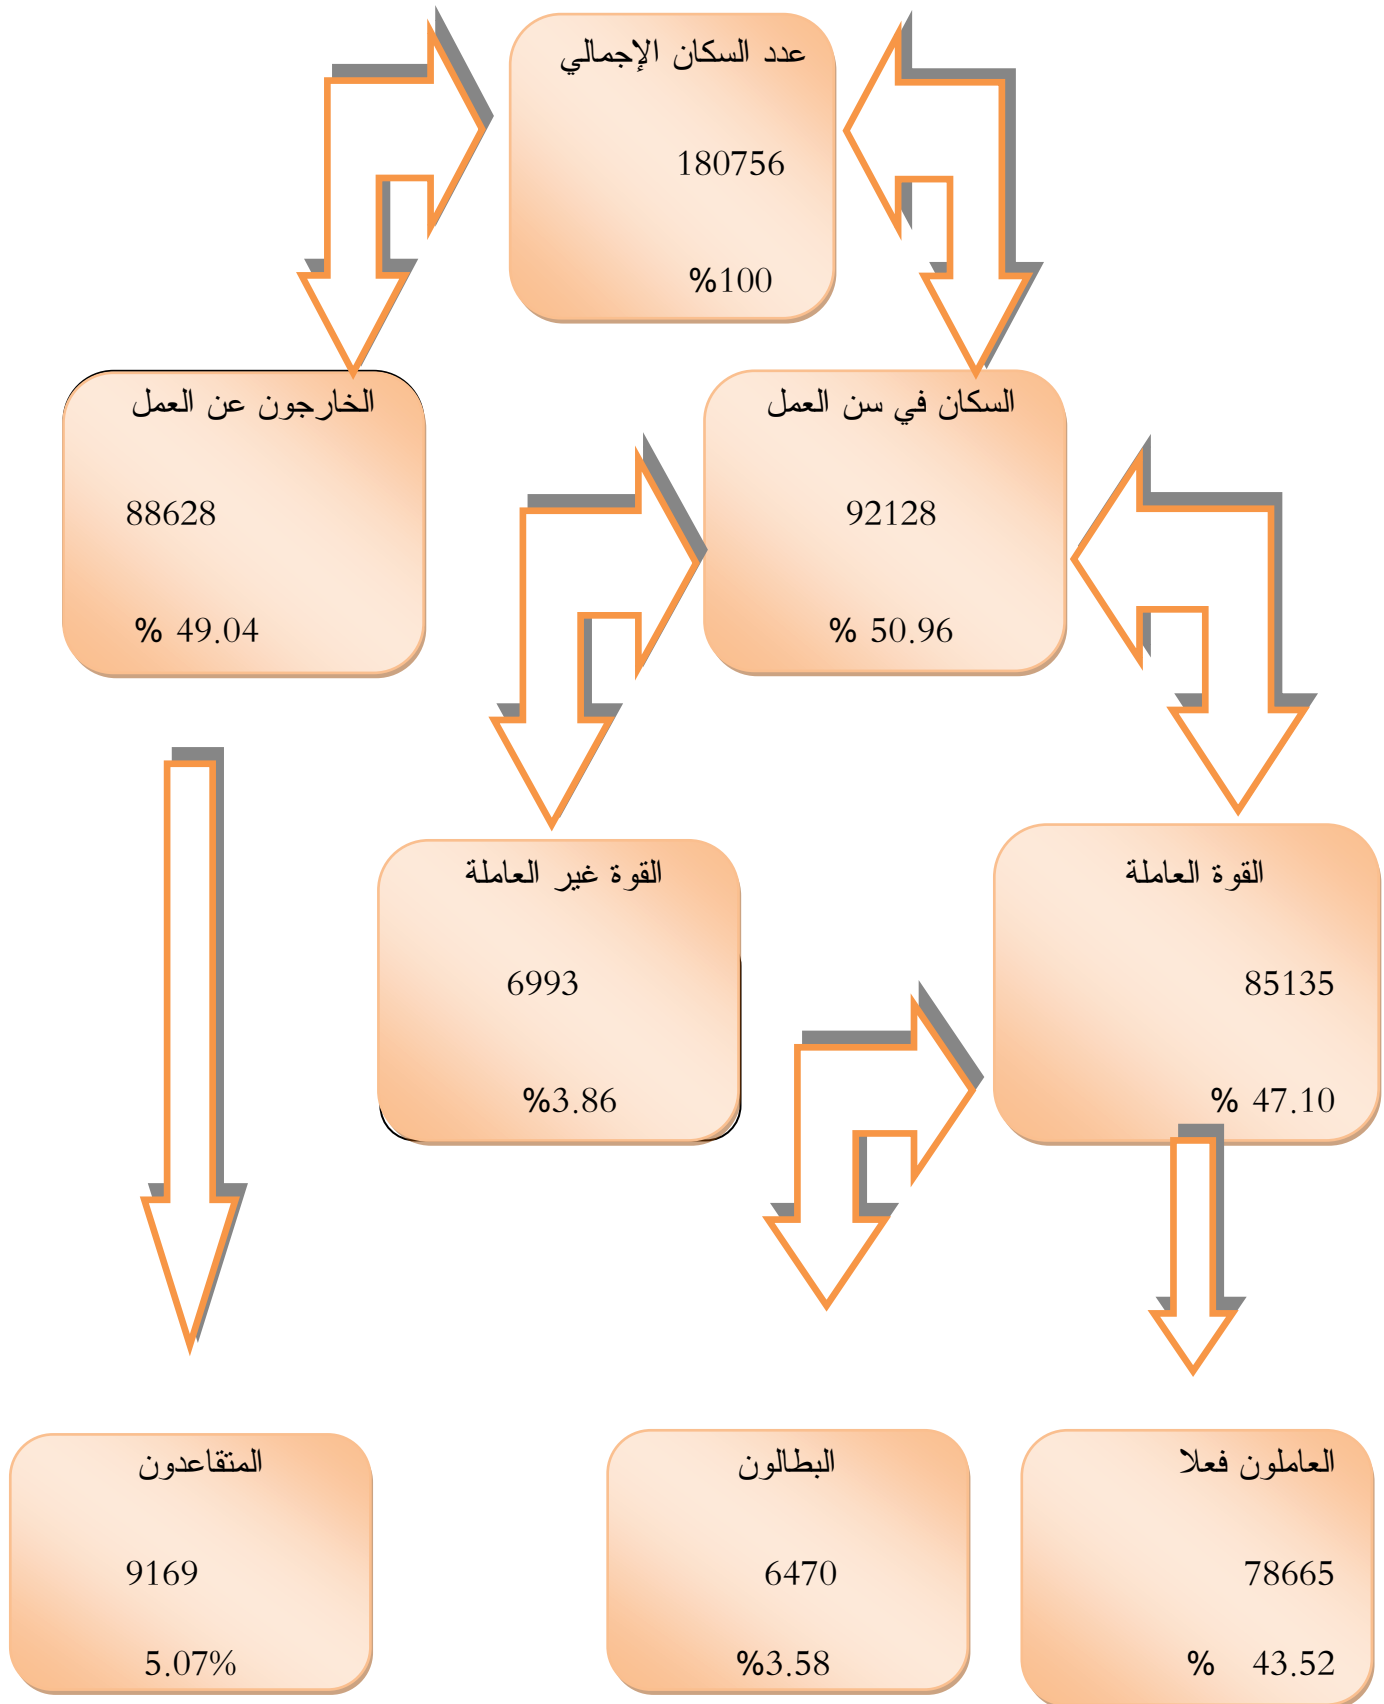 عدد السكان الإجمالي
180756
%100
السكان في سن العمل
92128
% 50.96
الخارجون عن العمل
88628
% 49.04
القوة العاملة
85135
% 47.10
القوة غير العاملة
6993
%3.86
العاملون فعلا
78665
% 43.52
البطالون
6470
%3.58
المتقاعدون
9169
5.07%